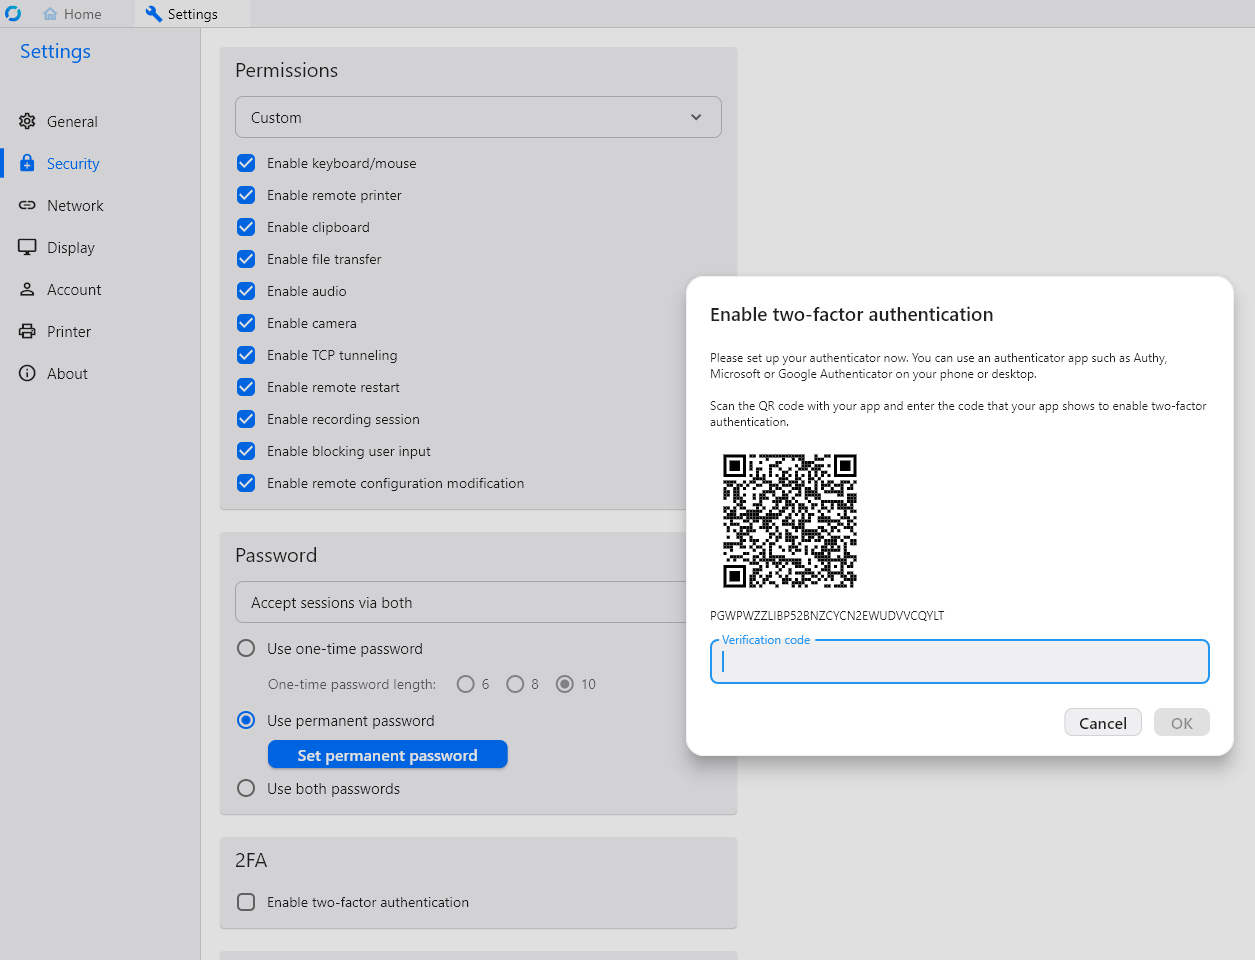 Home
Settings
Settings
General
Security
Network
Display
Account
Printer
About
Permissions
Custom
Enable keyboard/mouse
Enable remote printer
Enable clipboard
Enable file transfer
Enable audio
Enable camera
Enable TCP tunneling
Enable remote restart
Enable recording session
Enable blocking user input
Enable remote configuration modification
Password
Accept sessions via both
Use one-time password
One-time password length: 6 8 10
Use permanent password
Set permanent password
Use both passwords
2FA
Enable two-factor authentication
Enable two-factor authentication
Please set up your authenticator now. You can use an authenticator app such as Authy,
Microsoft or Google Authenticator on your phone or desktop.
Scan the QR code with your app and enter the code that your app shows to enable two-factor
authentication.
PGWPWZZLIBP52BNZCYCN2EWUDVVCQYLT
Verification code
Cancel
OK